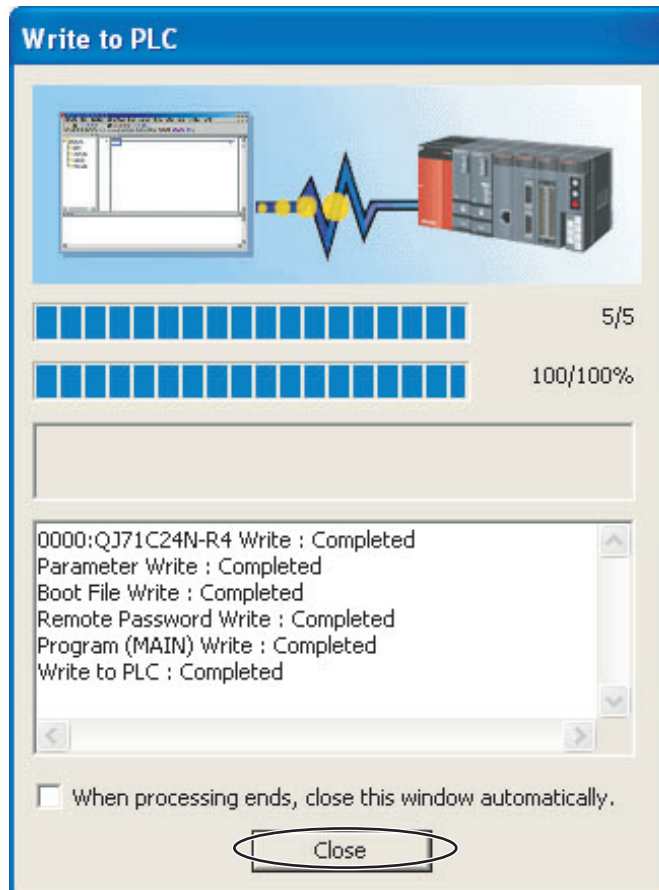 Write to PLC
5/5
100/100%
0000:QJ71C24N-R4 Write : Completed
Parameter Write : Completed
Boot File Write : Completed
Remote Password Write : Completed
Program (MAIN) Write : Completed
Write to PLC : Completed
When processing ends, close this window automatically.
Close